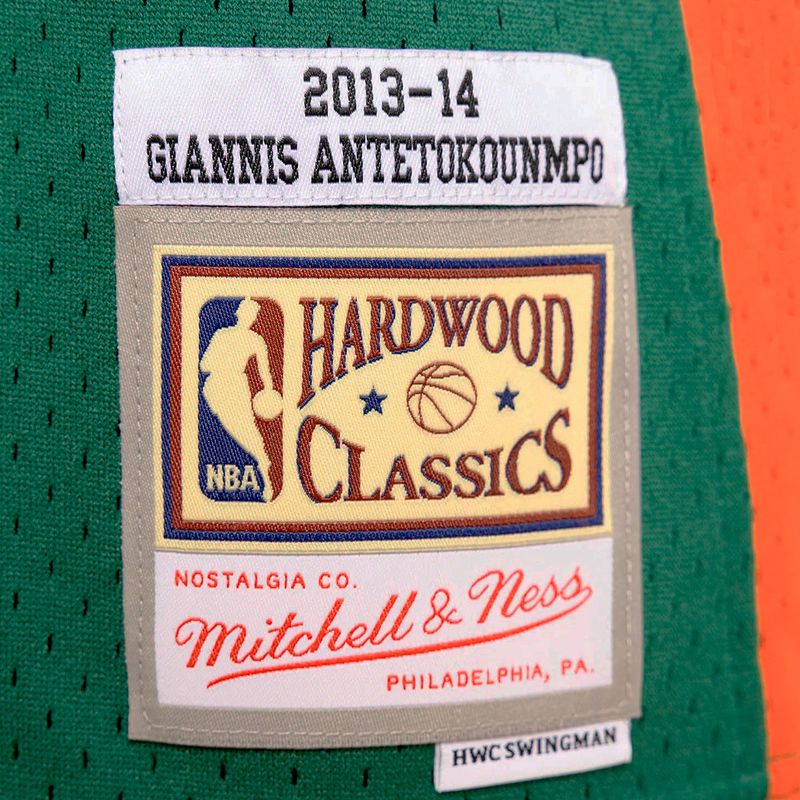 2013-14
GIANNIS ANTETOKOUNMPO
HARDWOOD
CLASSICS
NBA
NOSTALGIA CO.
Mitchell & Ness
PHILADELPHIA, PA.
HWC SWINGMAN